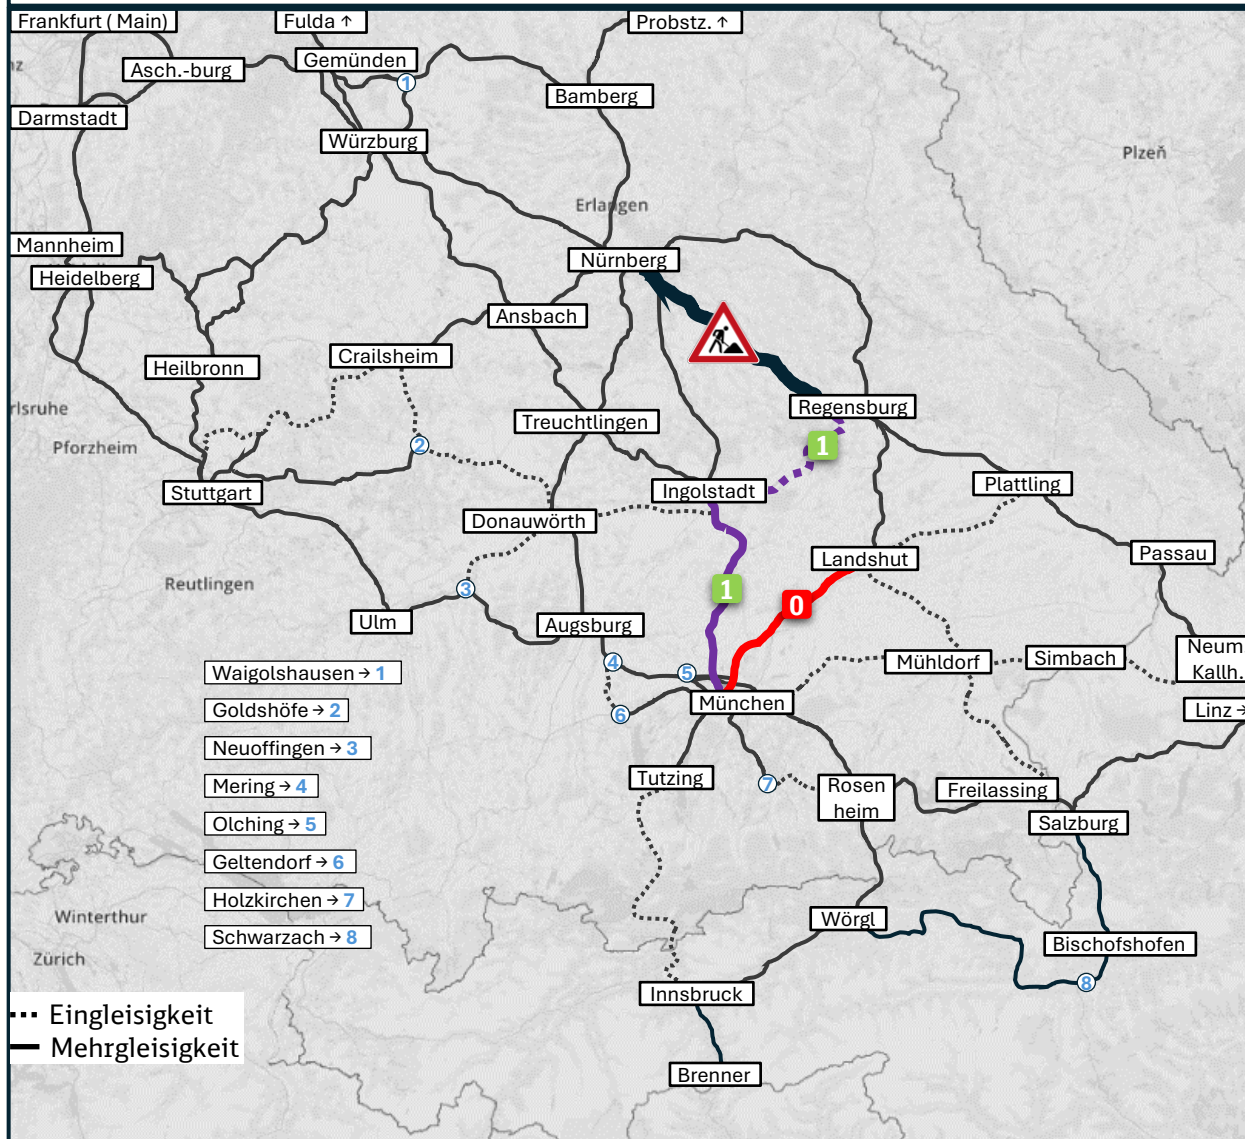 Frankfurt (Main)
Fulda ↑
Probstz. ↑
Asch.-burg
Gemünden
1
Bamberg
Darmstadt
Würzburg
Plzeň
Erlangen
Mannheim
Heidelberg
Nürnberg
Ansbach
Crailsheim
Heilbronn
rlsruhe
Pforzheim
Treuchtlingen
Regensburg
1
2
Stuttgart
Ingolstadt
Plattling
Donauwörth
Landshut
Passau
Reutlingen
3
1
0
Ulm
Augsburg
Neum.
Kallh.
4
5
Mühldorf
Simbach
Waigolshausen → 1
München
Linz →
Goldshöfe → 2
6
Neuoffingen → 3
Tutzing
7
Rosen
heim
Freilassing
Mering → 4
Salzburg
Olching → 5
Geltendorf → 6
Holzkirchen → 7
Winterthur
Wörgl
Schwarzach → 8
Bischofshofen
Zürich
8
Innsbruck
Eingleisigkeit
Mehrgleisigkeit
Brenner